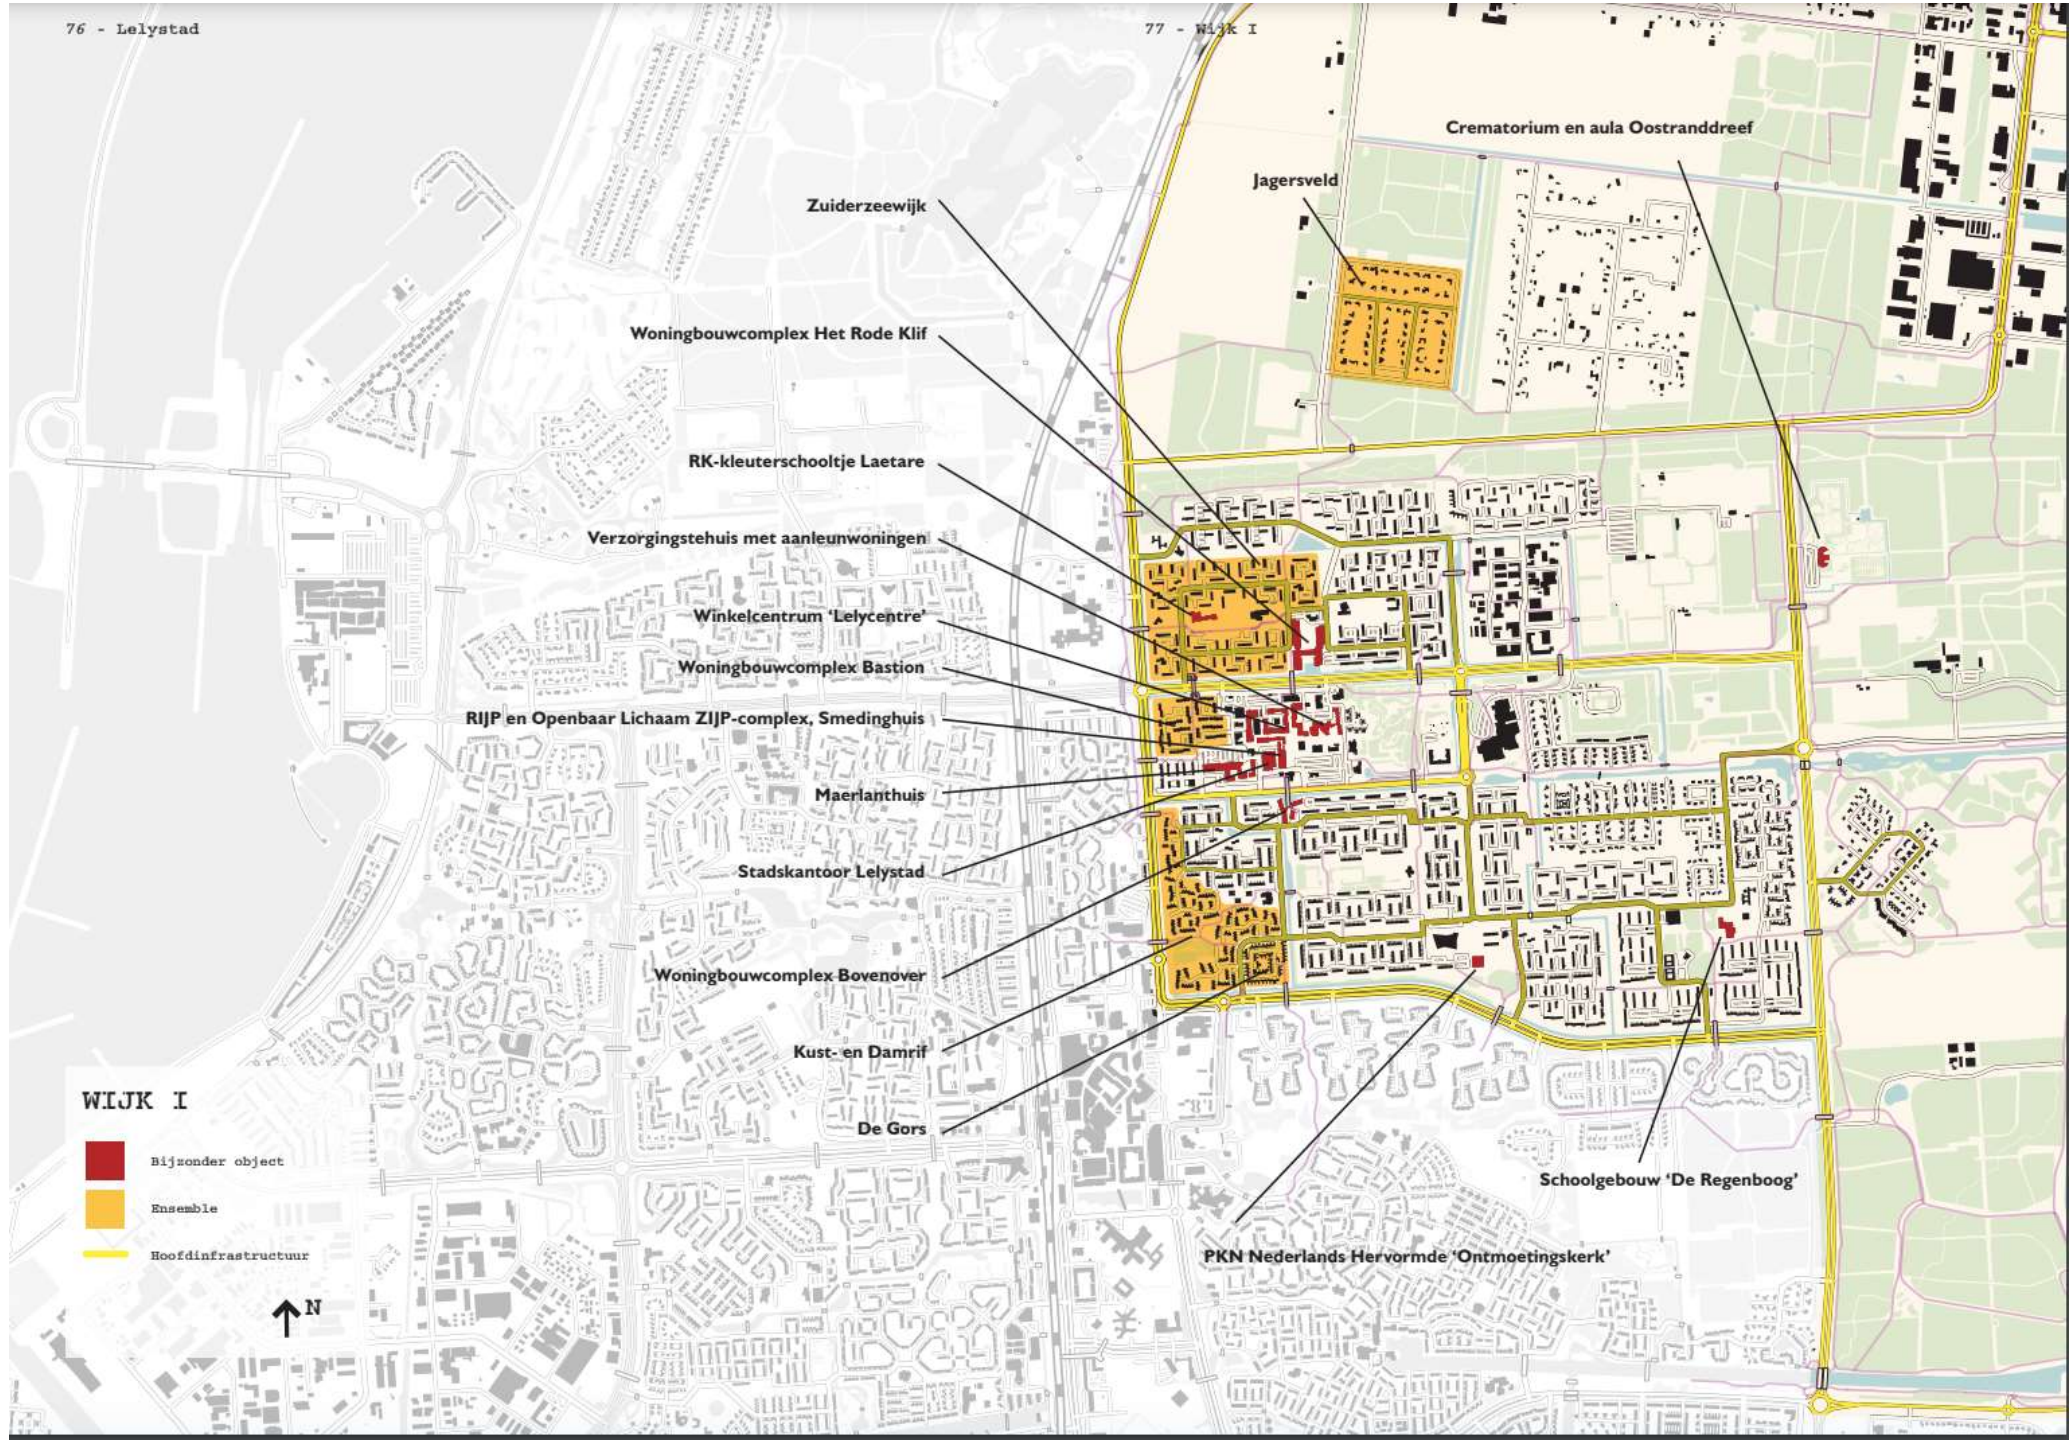 76 - Lelystad
77 - Wijk I
Crematorium en aula Oostranddreef
Jagersveld
Zuiderzeewijk
Woningbouwcomplex Het Rode Klif
RK-kleuterschooltje Laetare
Verzorgingstehuis met aanleunwoningen
Winkelcentrum ‘Lelycentre’
Woningbouwcomplex Bastion
RIJP en Openbaar Lichaam ZIJP-complex, Smedinghuis
Maerlanthuis
Stadskantoor Lelystad
Woningbouwcomplex Bovenover
Kust- en Damrif
De Gors
Schoolgebouw ‘De Regenboog’
PKN Nederlands Hervormde ‘Ontmoetingskerk’
WIJK I
Bijzonder object
Ensemble
Hoofdinfrastructuur
N